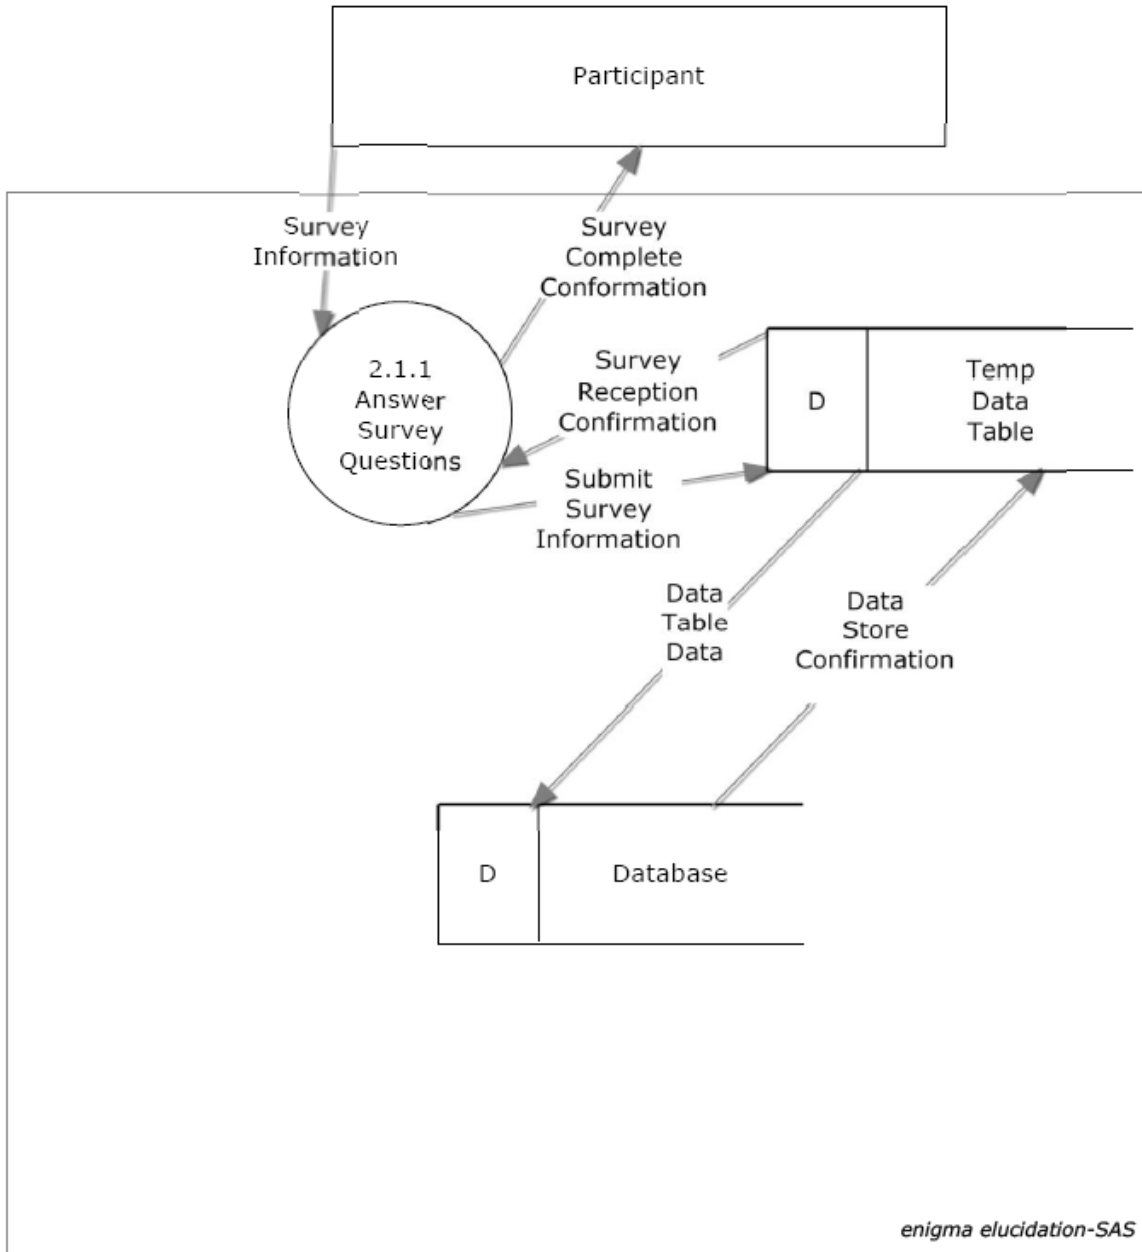 Participant
Survey
Information
Survey
Complete
Conformation
2.1.1
Answer
Survey
Questions
Survey
Reception
Confirmation
D
Temp
Data
Table
Submit
Survey
Information
Data
Table
Data
Data
Store
Confirmation
D
Database
enigma elucidation-SAS